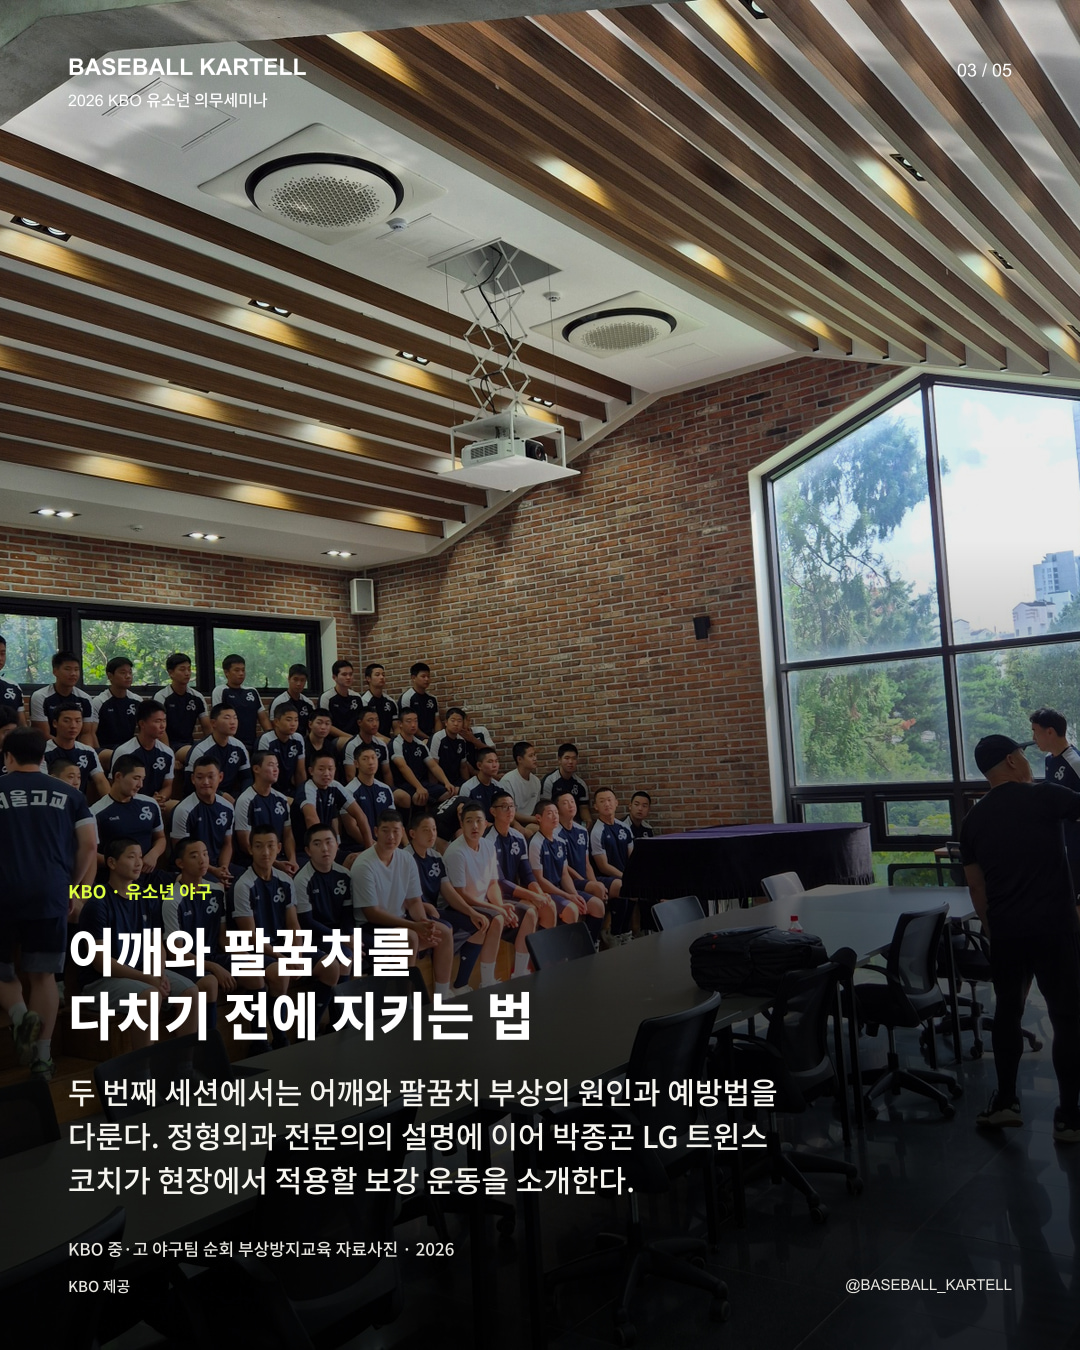 BASEBALL KARTELL
03 / 05
2026 KBO 유소년 의무세미나
서울고교
KBO · 유소년 야구
어깨와 팔꿈치를
다치기 전에 지키는 법
두 번째 세션에서는 어깨와 팔꿈치 부상의 원인과 예방법을
다룬다. 정형외과 전문의의 설명에 이어 박종곤 LG 트윈스
코치가 현장에서 적용할 보강 운동을 소개한다.
KBO 중·고 야구팀 순회 부상방지교육 자료사진 · 2026
KBO 제공
@BASEBALL_KARTELL